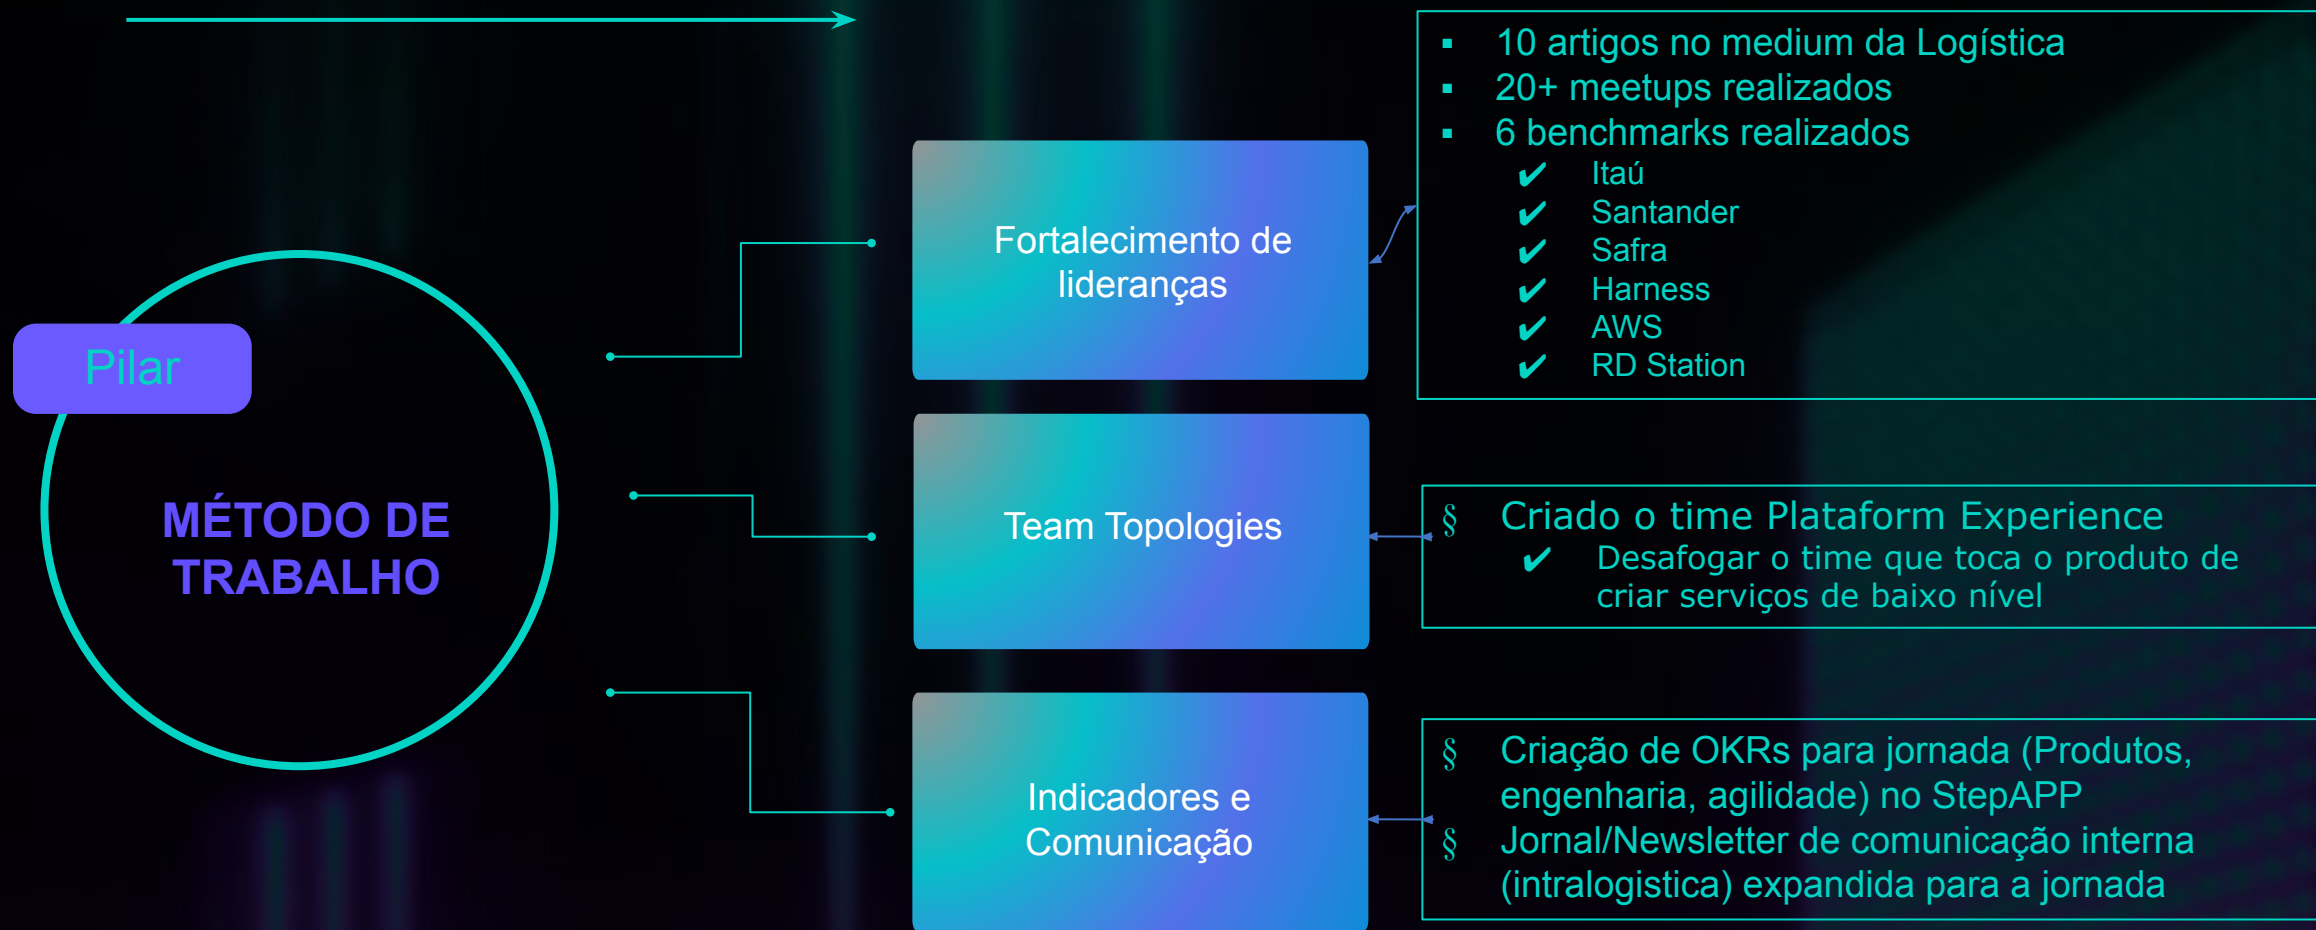 Pilar
MÉTODO DE
TRABALHO
Fortalecimento de
lideranças
▪ 10 artigos no medium da Logística
▪ 20+ meetups realizados
▪ 6 benchmarks realizados
✔ Itaú
✔ Santander
✔ Safra
✔ Harness
✔ AWS
✔ RD Station
Team Topologies
§ Criado o time Plataform Experience
✔ Desafogar o time que toca o produto de
criar serviços de baixo nível
Indicadores e
Comunicação
§ Criação de OKRs para jornada (Produtos,
engenharia, agilidade) no StepAPP
§ Jornal/Newsletter de comunicação interna
(intralogistica) expandida para a jornada